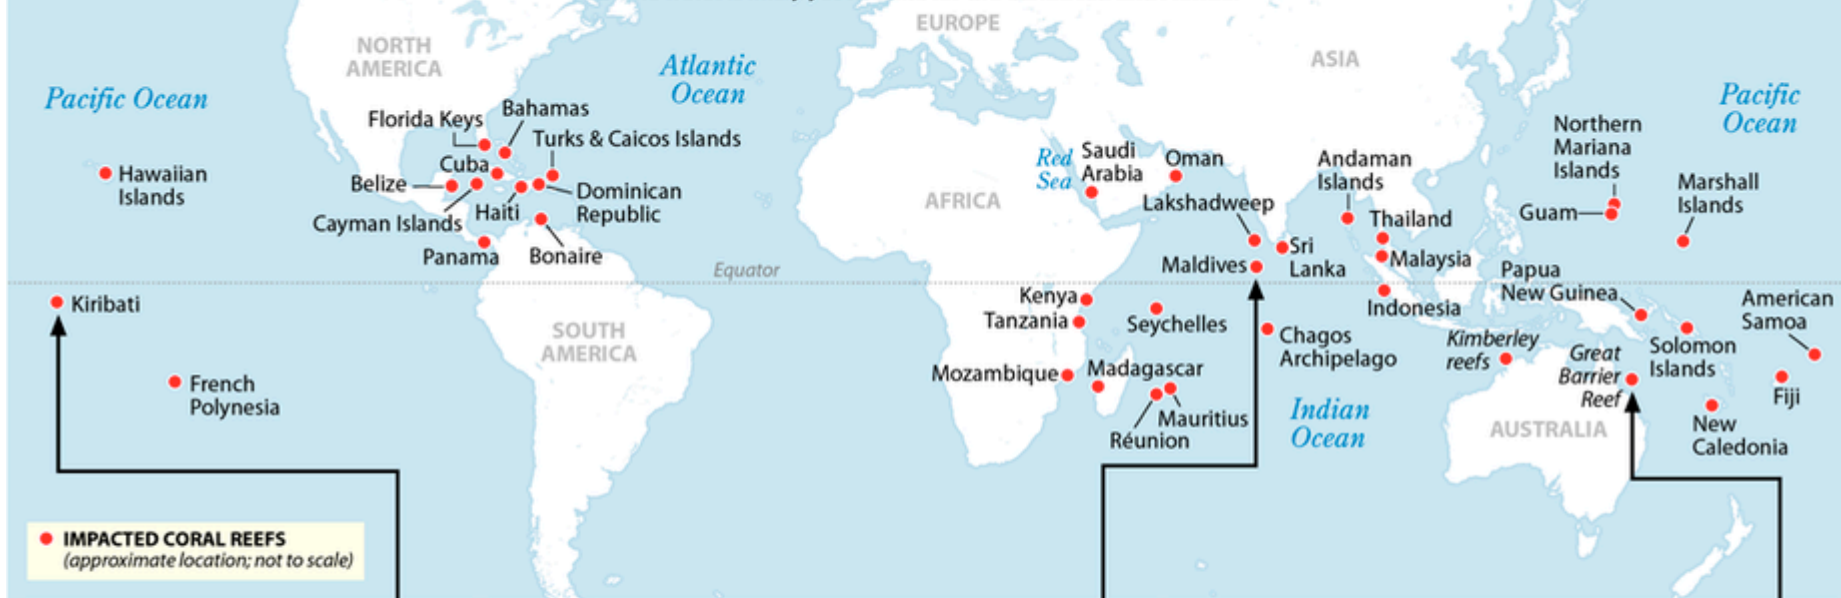 EUROPE
NORTH
AMERICA
ASIA
Atlantic
Ocean
Pacific Ocean
Pacific
Ocean
Florida Keys
Bahamas
Turks & Caicos Islands
Cuba
Belize
Dominican
Republic
Haiti
Cayman Islands
Panama
Bonaire
Hawaiian
Islands
Red
Sea
Saudi
Arabia
Oman
Lakshadweep
AFRICA
Andaman
Islands
Thailand
Northern
Mariana
Islands
Guam
Marshall
Islands
Sri
Lanka
Malaysia
Maldives
Equator
Kiribati
Kenya
Tanzania
Seychelles
Indonesia
Papua
New Guinea
American
Samoa
SOUTH
AMERICA
Chagos
Archipelago
Kimberley
reefs
Great
Barrier
Reef
Solomon
Islands
Mozambique
Madagascar
French
Polynesia
Mauritius
Réunion
Indian
Ocean
AUSTRALIA
Fiji
New
Caledonia
IMPACTED CORAL REEFS
(approximate location; not to scale)